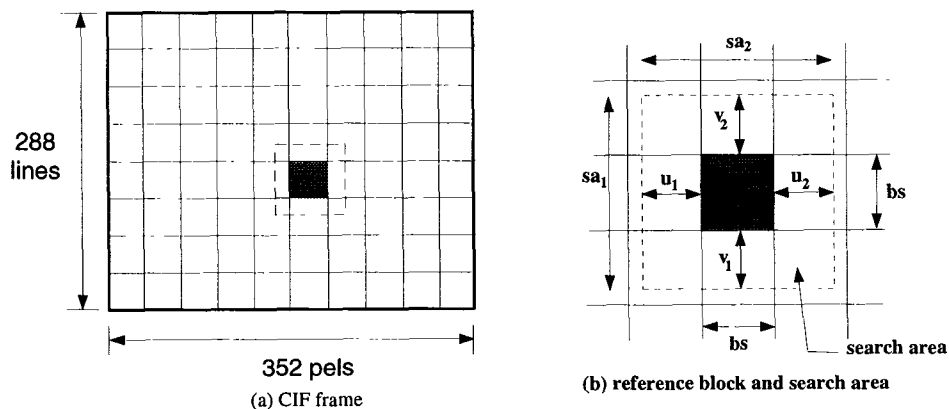 288
lines
352 pels
(a) CIF frame
sa2
v2
sa1
u1
u2
bs
v1
bs
search area
(b) reference block and search area